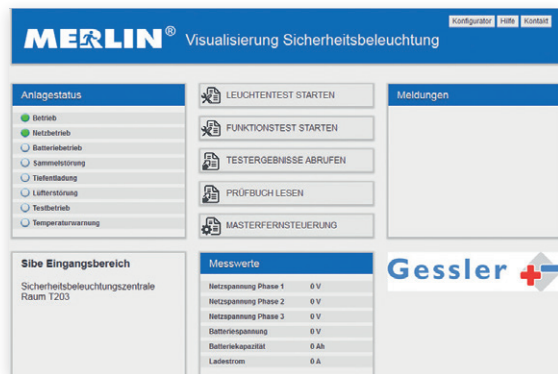 MERLIN® Visualisierung Sicherheitsbeleuchtung
Konfigurator Hilfe Kontakt
Anlagestatus
Betrieb
Netzbetrieb
Batteriebetrieb
Sammelstörung
Tiefentladung
Lüfterstörung
Testbetrieb
Temperaturwarnung
LEUCHTENTEST STARTEN
FUNKTIONSTEST STARTEN
TESTERGEBNISSE ABRUFEN
PRÜFBUCH LESEN
MASTERFERNSTEUERUNG
Meldungen
Sibe Eingangsbereich
Sicherheitsbeleuchtungszentrale
Raum T203
Messwerte
Netzspannung Phase 1 0 V
Netzspannung Phase 2 0 V
Netzspannung Phase 3 0 V
Batteriespannung 0 V
Batteriekapazität 0 Ah
Ladestrom 0 A
Gessler